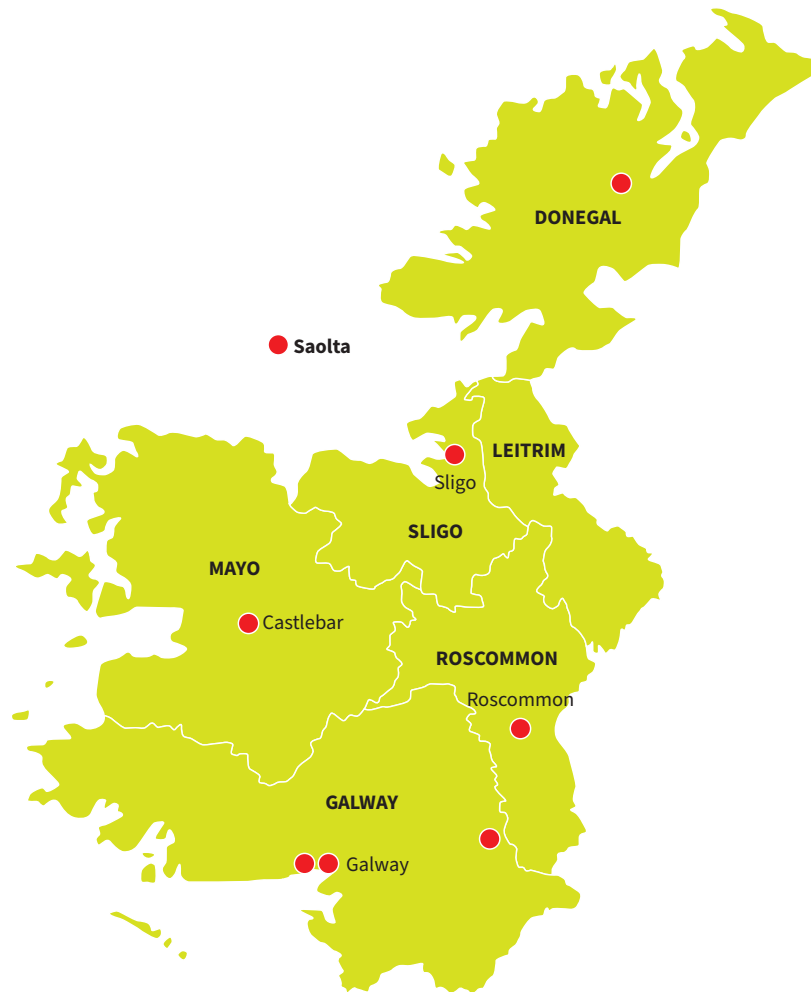 DONEGAL
Saolta
LEITRIM
Sligo
SLIGO
MAYO
Castlebar
ROSCOMMON
Roscommon
GALWAY
Galway